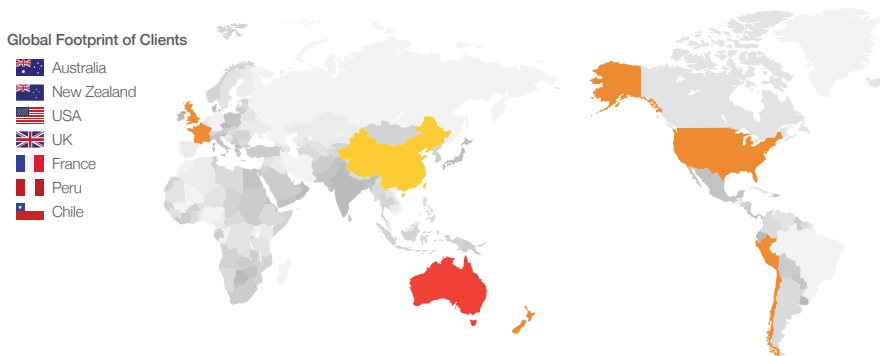 Global Footprint of Clients
Australia
New Zealand
USA
UK
France
Peru
Chile